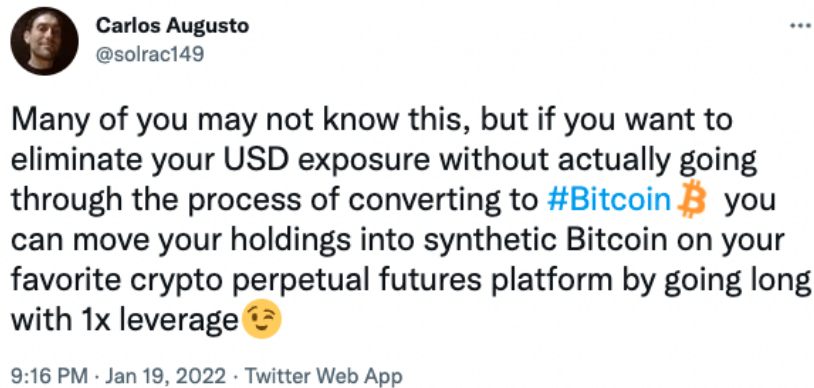 Carlos Augusto
@solrac149
Many of you may not know this, but if you want to
eliminate your USD exposure without actually going
through the process of converting to #Bitcoin you
can move your holdings into synthetic Bitcoin on your
favorite crypto perpetual futures platform by going long
with 1x leverage😉
9:16 PM · Jan 19, 2022 · Twitter Web App